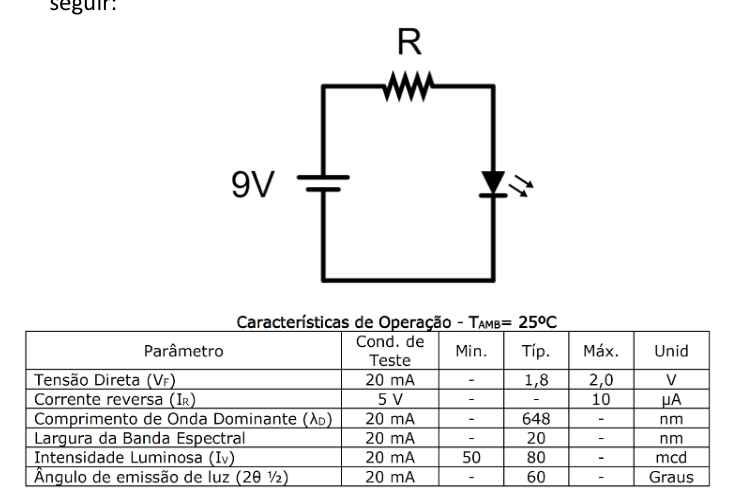 seguir:
R
9V
Características de Operação - TAMB= 25ºC
Parâmetro Cond. de Teste Min. Típ. Máx. Unid
Tensão Direta (VF) 20 mA - 1,8 2,0 V
Corrente reversa (IR) 5 V - - 10 µA
Comprimento de Onda Dominante (λD) 20 mA - 648 - nm
Largura da Banda Espectral 20 mA - 20 - nm
Intensidade Luminosa (Iv) 20 mA 50 80 - mcd
Ângulo de emissão de luz (2θ ½) 20 mA - 60 - Graus